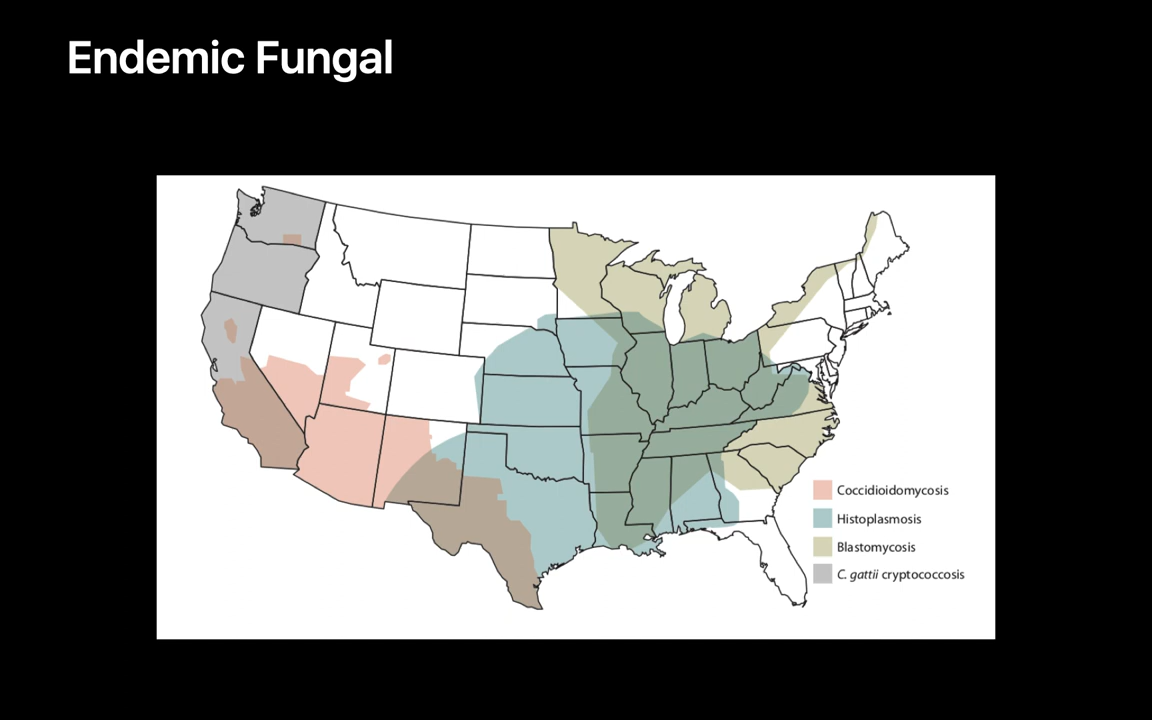 Endemic Fungal
Coccidioidomycosis
Histoplasmosis
Blastomycosis
C. gattii cryptococcosis